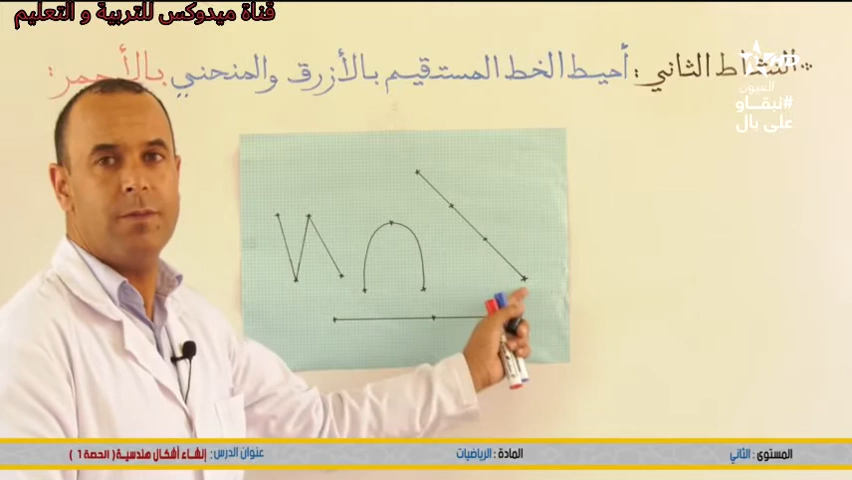 قناة ميدوكس للتربية و التعليم
النشاط الثاني: أحيط الخط المستقيم بالأزرق والمنحني بالأحمر:
العيون
#نبقاو
على بال
المستوى : الثاني المادة : الرياضيات عنوان الدرس : إنشاء أشكال هندسية ( الحصة 1 )